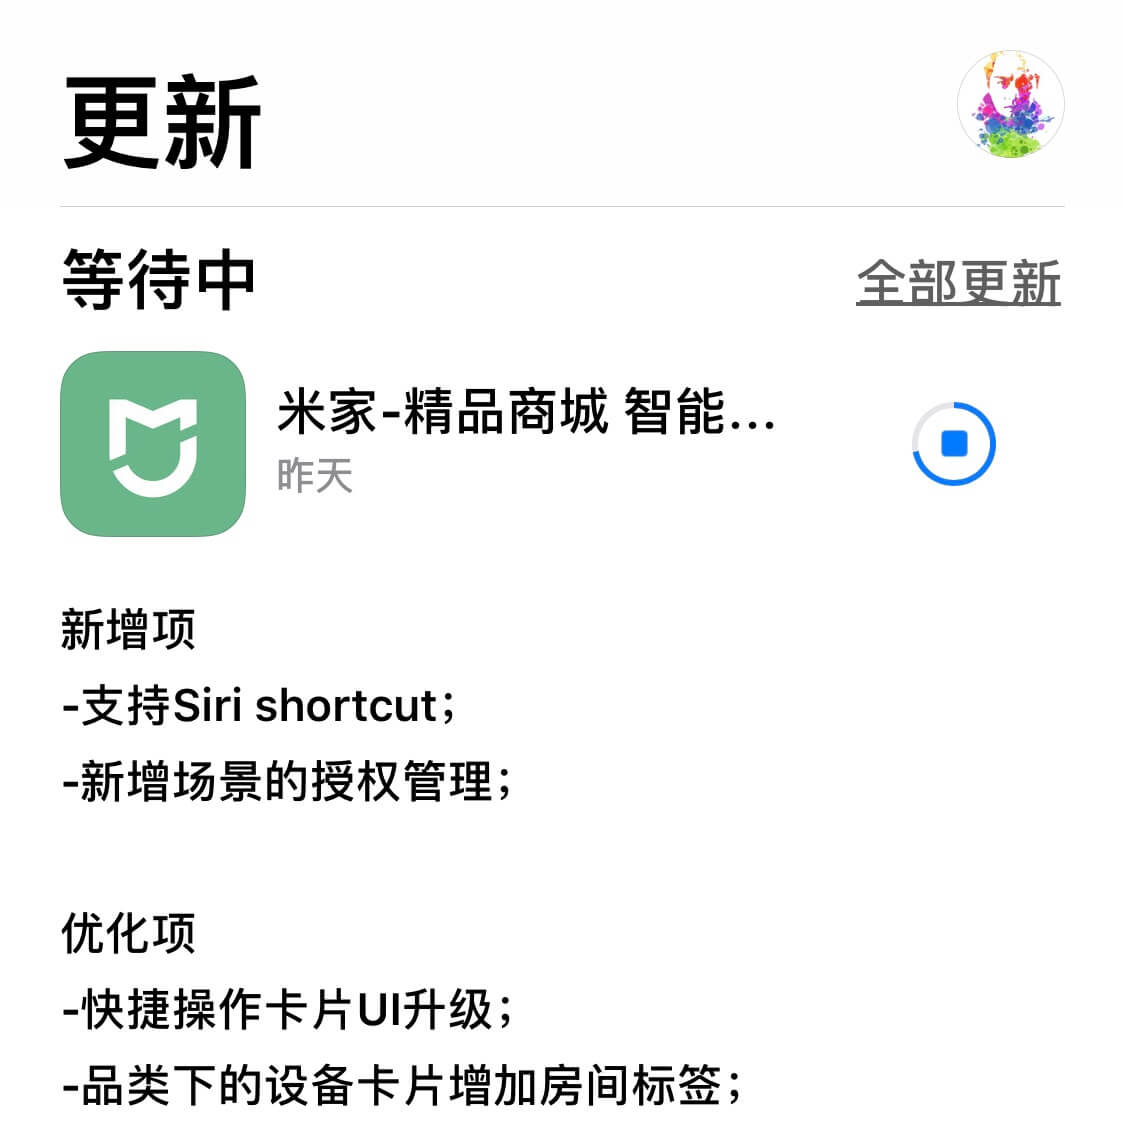 更新
等待中
全部更新
米家-精品商城 智能...
昨天
新增项
-支持Siri shortcut；
-新增场景的授权管理；
优化项
-快捷操作卡片UI升级；
-品类下的设备卡片增加房间标签；